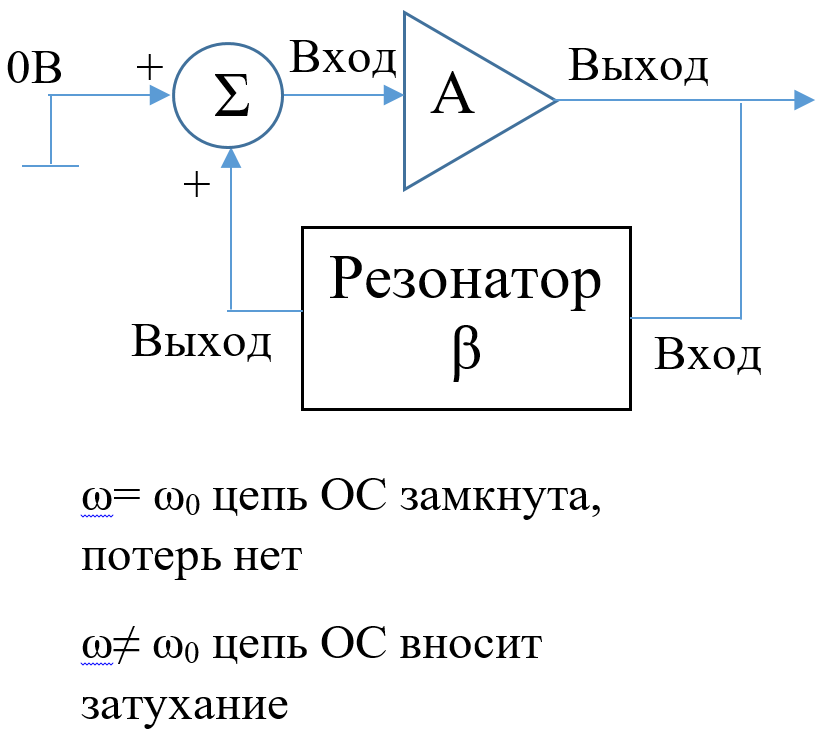 0В
+
Σ
Вход
A
Выход
+
Резонатор
β
Выход
Вход
ω= ω₀ цепь ОС замкнута,
потерь нет
ω≠ ω₀ цепь ОС вносит
затухание